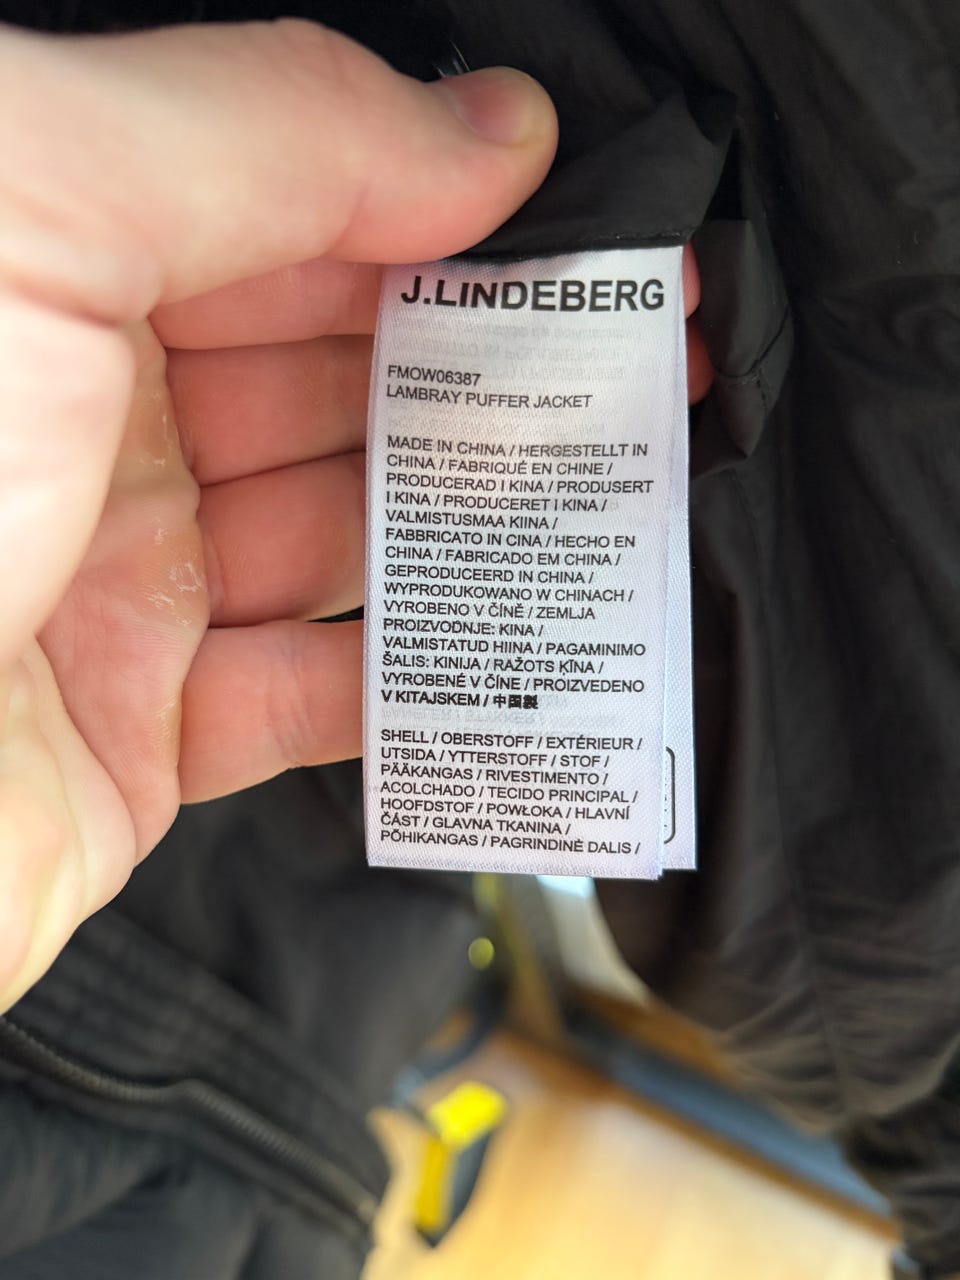 J.LINDEBERG
FMOW06387
LAMBRAY PUFFER JACKET
MADE IN CHINA / HERGESTELLT IN
CHINA / FABRIQUÉ EN CHINE /
PRODUCERAD I KINA / PRODUSERT
I KINA / PRODUCERET I KINA /
VALMISTUSMAA KIINA /
FABBRICATO IN CINA / HECHO EN
CHINA / FABRICADO EM CHINA /
GEPRODUCEERD IN CHINA /
WYPRODUKOWANO W CHINACH /
VYROBENO V ČÍNĚ / ZEMLJA
PROIZVODNJE: KINA /
VALMISTATUD HIINA / PAGAMINIMO
ŠALIS: KINIJA / RAŽOTS ĶĪNA /
VYROBENÉ V ČÍNE / PROIZVEDENO
V KITAJSKEM / 中国製
SHELL / OBERSTOFF / EXTÉRIEUR /
UTSIDA / YTTERSTOFF / STOF /
PÄÄKANGAS / RIVESTIMENTO /
ACOLCHADO / TECIDO PRINCIPAL /
HOOFDSTOF / POWŁOKA / HLAVNÍ
ČÁST / GLAVNA TKANINA /
PÕHIKANGAS / PAGRINDINĖ DALIS /